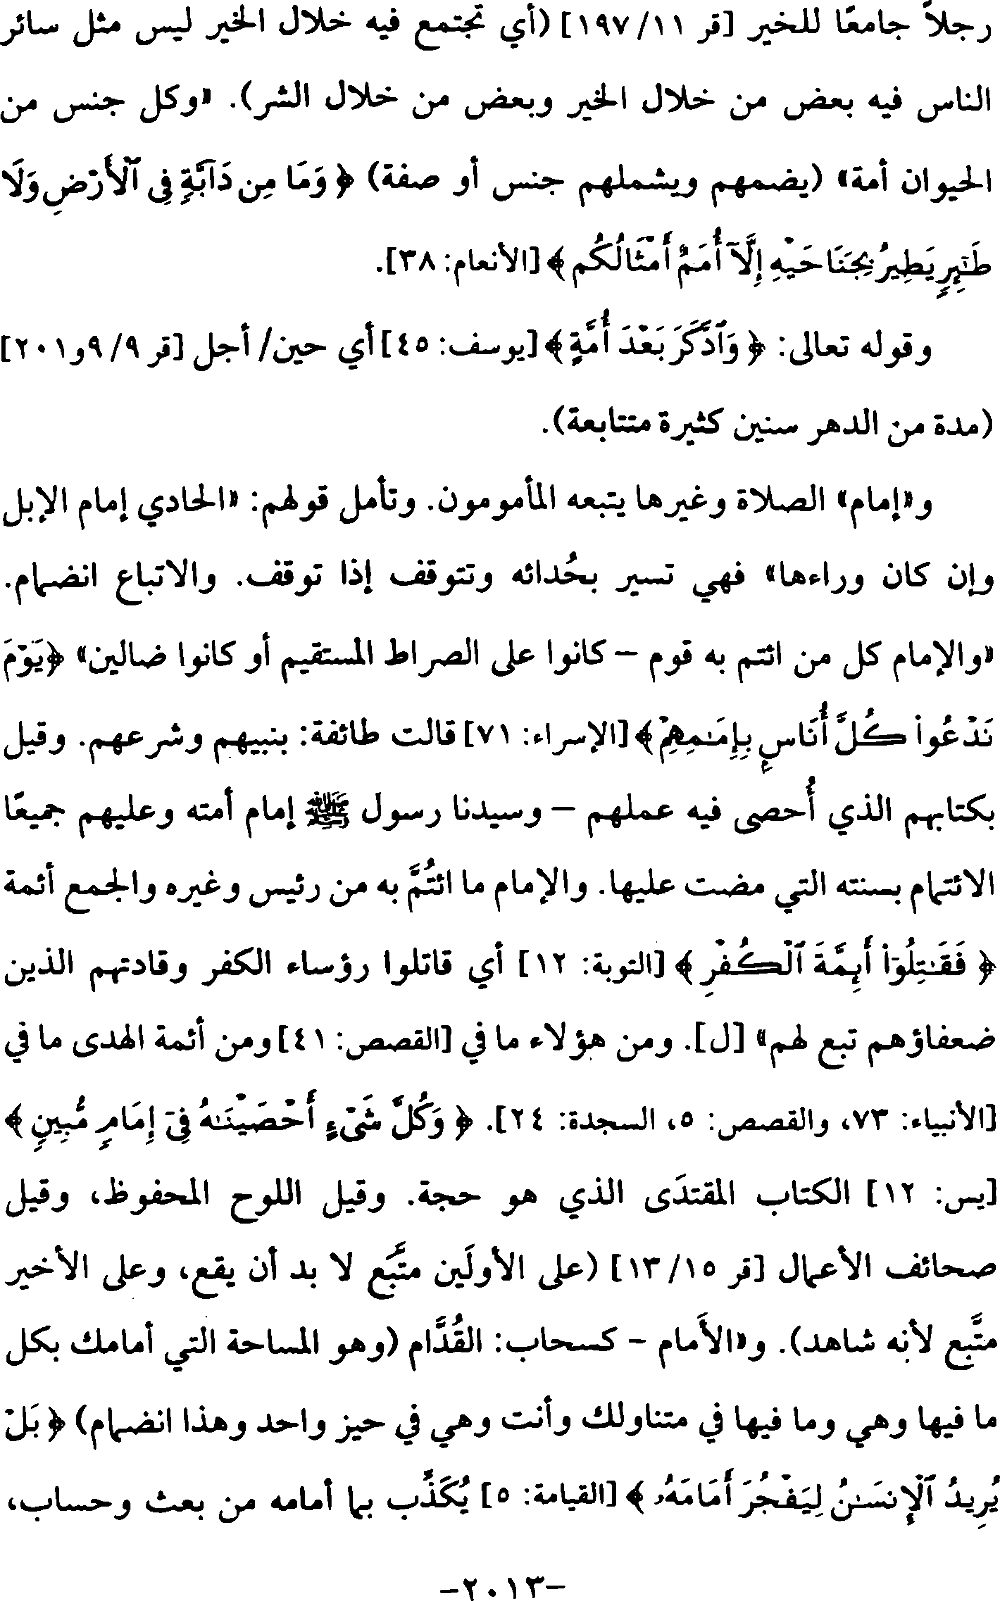 رجلاً جامعًا للخير [قر ١١/ ١٩٧] (أي تجتمع فيه خلال الخير ليس مثل سائر
الناس فيه بعض من خلال الخير وبعض من خلال الشر). «وكل جنس من
الحيوان أمة» (يضمهم ويشملهم جنس أو صفة) ﴿ وَمَا مِن دَآبَّةٍ فِى ٱلْأَرْضِ وَلَا
طَٰٓئِرٍ يَطِيرُ بِجَنَاحَيْهِ إِلَّآ أُمَمٌ أَمْثَالُكُم ﴾ [الأنعام: ٣٨].
وقوله تعالى: ﴿ وَٱدَّكَرَ بَعْدَ أُمَّةٍ ﴾ [يوسف: ٤٥] أي حين/ أجل [قر ٩/ ٩و٢٠١]
(مدة من الدهر سنين كثيرة متتابعة).
و«إمام» الصلاة وغيرها يتبعه المأمومون. وتأمل قولهم: «الحادي إمام الإبل
وإن كان وراءها» فهي تسير بحُدائه وتتوقف إذا توقف. والاتباع انضمام.
«والإمام كل من ائتم به قوم – كانوا على الصراط المستقيم أو كانوا ضالين» ﴿يَوْمَ
نَدْعُوا۟ كُلَّ أُنَاسٍۭ بِإِمَٰمِهِمْ﴾ [الإسراء: ٧١] قالت طائفة: بنبيهم وشرعهم. وقيل
بكتابهم الذي أُحصى فيه عملهم – وسيدنا رسول ﷺ إمام أمته وعليهم جميعًا
الائتمام بسنته التي مضت عليها. والإمام ما ائتُمَّ به من رئيس وغيره والجمع أئمة
﴿ فَقَٰتِلُوٓا۟ أَئِمَّةَ ٱلْكُفْرِ ﴾ [التوبة: ١٢] أي قاتلوا رؤساء الكفر وقادتهم الذين
ضعفاؤهم تبع لهم» [ل]. ومن هؤلاء ما في [القصص: ٤١] ومن أئمة الهدى ما في
[الأنبياء: ٧٣، والقصص: ٥، السجدة: ٢٤]. ﴿ وَكُلَّ شَىْءٍ أَحْصَيْنَٰهُ فِىٓ إِمَامٍ مُّبِينٍ ﴾
[يس: ١٢] الكتاب المقتدَى الذي هو حجة. وقيل اللوح المحفوظ، وقيل
صحائف الأعمال [قر ١٥/ ١٣] (على الأولَين متَّبَع لا بد أن يقع، وعلى الأخير
متَّبع لأنه شاهد). و«الأَمام – كسحاب: القُدَّام (وهو المساحة التي أمامك بكل
ما فيها وهي وما فيها في متناولك وأنت وهي في حيز واحد وهذا انضمام) ﴿ بَلْ
يُرِيدُ ٱلْإِنسَٰنُ لِيَفْجُرَ أَمَامَهُۥ ﴾ [القيامة: ٥] يُكَذِّب بما أمامه من بعث وحساب،
-٢٠١٣-